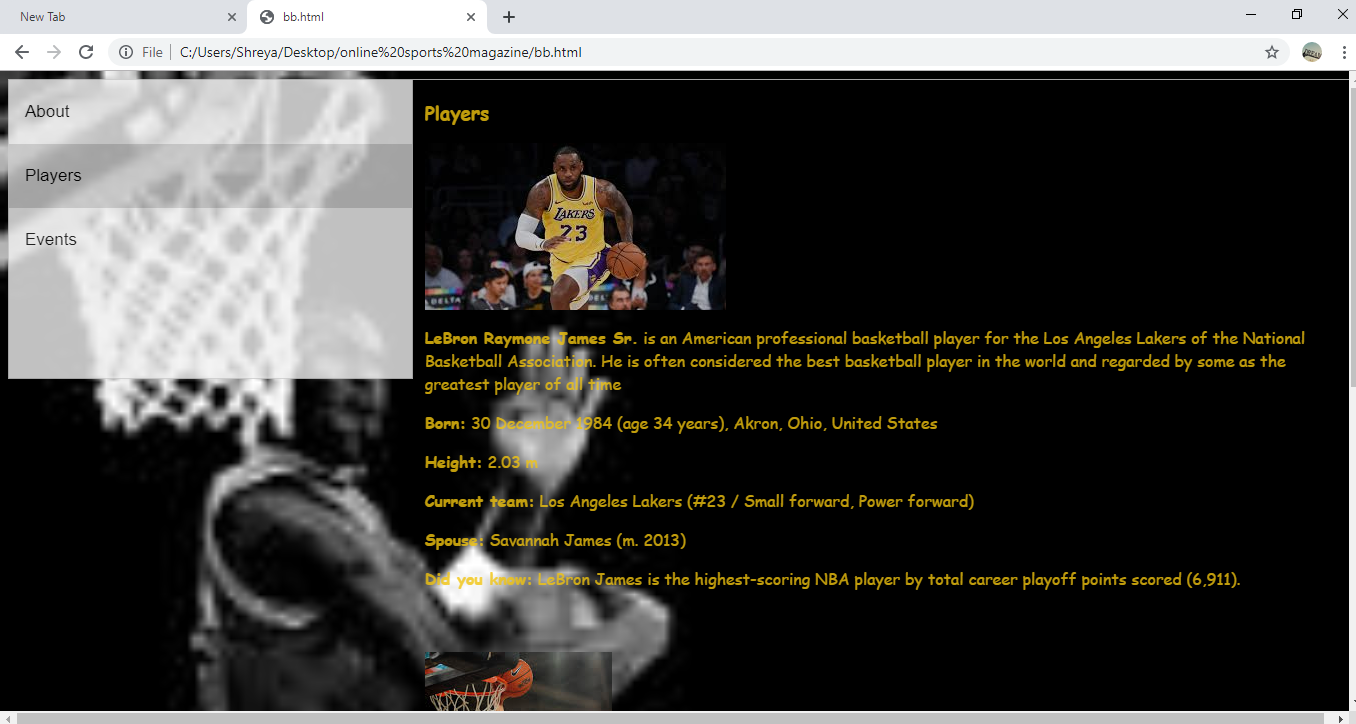 New Tab
bb.html
File
C:/Users/Shreya/Desktop/online%20sports%20magazine/bb.html
About
Players
Events
Players
LAKERS
23
DELTA
LeBron Raymone James Sr. is an American professional basketball player for the Los Angeles Lakers of the National
Basketball Association. He is often considered the best basketball player in the world and regarded by some as the
greatest player of all time
Born: 30 December 1984 (age 34 years), Akron, Ohio, United States
Height: 2.03 m
Current team: Los Angeles Lakers (#23 / Small forward, Power forward)
Spouse: Savannah James (m. 2013)
Did you know: LeBron James is the highest-scoring NBA player by total career playoff points scored (6,911).